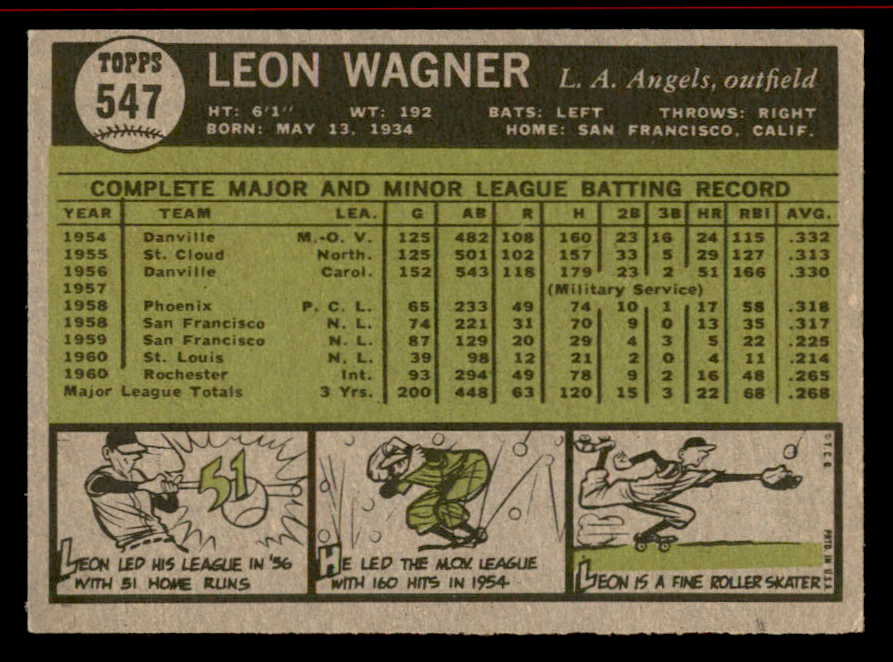 TOPPS
547
LEON WAGNER L. A. Angels, outfield
HT: 6'1" WT: 192 BATS: LEFT THROWS: RIGHT
BORN: MAY 13, 1934 HOME: SAN FRANCISCO, CALIF.
COMPLETE MAJOR AND MINOR LEAGUE BATTING RECORD
YEAR TEAM LEA. G AB R H 2B 3B HR RBI AVG.
1954 Danville M.-O. V. 125 482 108 160 23 16 24 115 .332
1955 St. Cloud North. 125 501 102 157 33 5 29 127 .313
1956 Danville Carol. 152 543 118 179 23 2 51 166 .330
1957 (Military Service)
1958 Phoenix P. C. L. 65 233 49 74 10 1 17 58 .318
1958 San Francisco N. L. 74 221 31 70 9 0 13 35 .317
1959 San Francisco N. L. 87 129 20 29 4 3 5 22 .225
1960 St. Louis N. L. 39 98 12 21 2 0 4 11 .214
1960 Rochester Int. 93 294 49 78 9 2 16 48 .265
Major League Totals 3 Yrs. 200 448 63 120 15 3 22 68 .268
51
LEON LED HIS LEAGUE IN '56
WITH 51 HOME RUNS
HE LED THE M.O.V. LEAGUE
WITH 160 HITS IN 1954
LEON IS A FINE ROLLER SKATER
©T.C.G.
PRTD. IN U.S.A.